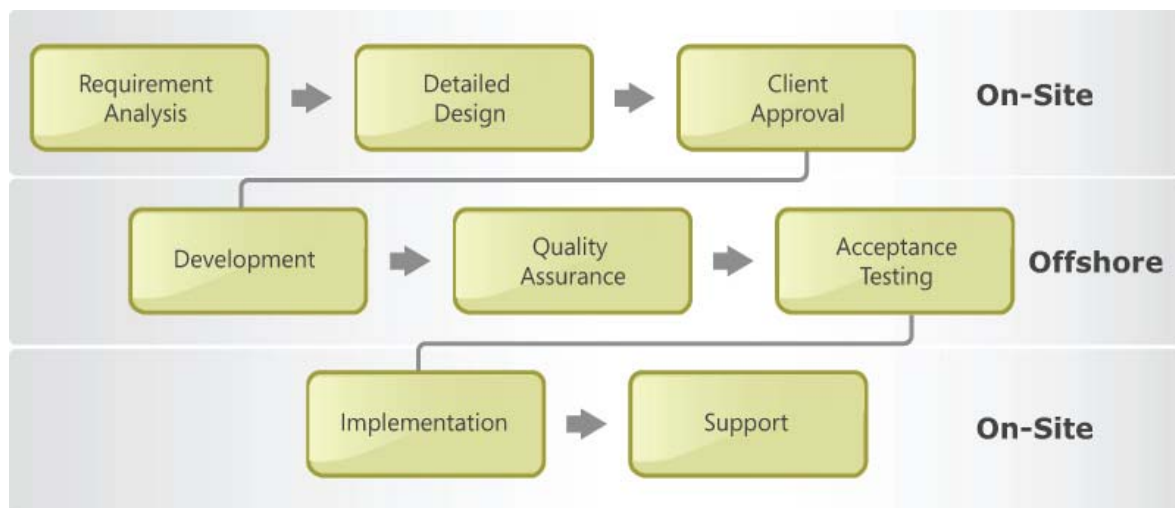 Requirement
Analysis
Detailed
Design
Client
Approval
On-Site
Development
Quality
Assurance
Acceptance
Testing
Offshore
Implementation
Support
On-Site